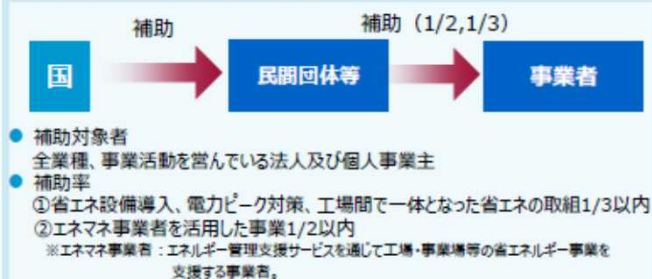 補助
補助（1/2,1/3）
国
民間団体等
事業者
● 補助対象者
全業種、事業活動を営んでいる法人及び個人事業主
● 補助率
①省エネ設備導入、電力ピーク対策、工場間で一体となった省エネの取組1/3以内
②エネマネ事業者を活用した事業1/2以内
※エネマネ事業者：エネルギー管理支援サービスを通じて工場・事業場等の省エネルギー事業を
支援する事業者。